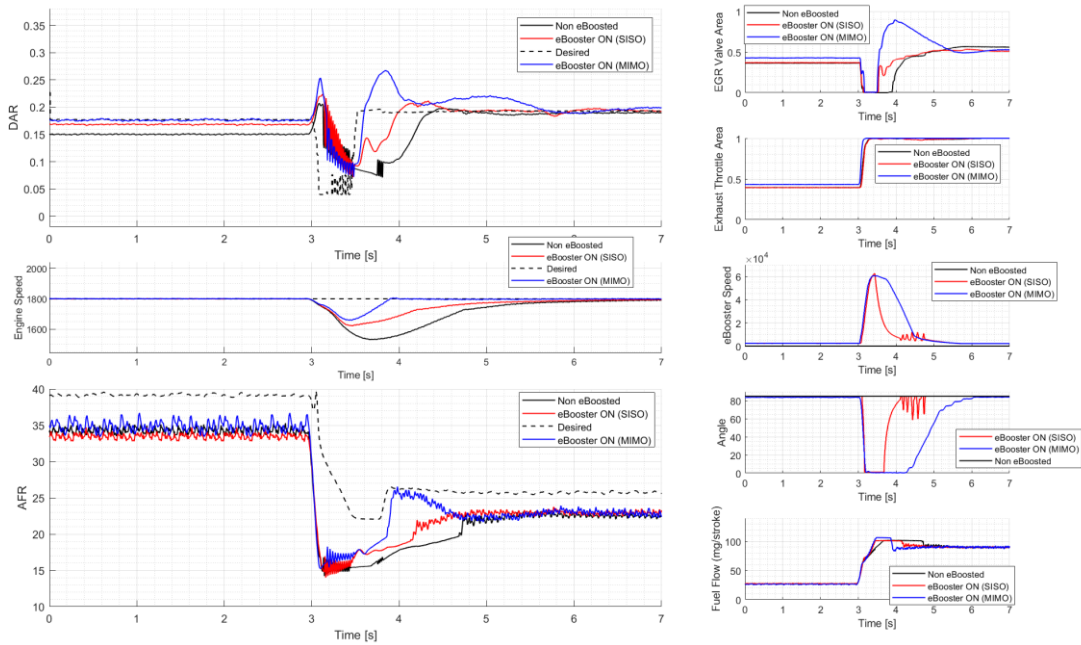 0.35
0.3
0.25
0.2
0.15
0.1
0.05
0
DAR
Non eBoosted
eBooster ON (SISO)
Desired
eBooster ON (MIMO)
0 1 2 3 4 5 6 7
Time [s]
2000
1800
1600
Engine Speed
Non eBoosted
eBooster ON (SISO)
Desired
eBooster ON (MIMO)
0 1 2 3 4 5 6 7
Time [s]
40
35
30
25
20
15
10
AFR
Non eBoosted
eBooster ON (SISO)
Desired
eBooster ON (MIMO)
0 1 2 3 4 5 6 7
Time [s]
1
0.5
0
EGR Valve Area
Non eBoosted
eBooster ON (SISO)
eBooster ON (MIMO)
0 1 2 3 4 5 6 7
1
0.5
0
Exhaust Throttle Area
Non eBoosted
eBooster ON (SISO)
eBooster ON (MIMO)
0 1 2 3 4 5 6 7
Time [s]
×10⁴
6
4
2
0
eBooster Speed
Non eBoosted
eBooster ON (SISO)
eBooster ON (MIMO)
0 1 2 3 4 5 6 7
Time [s]
80
60
40
20
0
Angle
eBooster ON (SISO)
eBooster ON (MIMO)
Non eBoosted
0 1 2 3 4 5 6 7
Time [s]
100
50
0
Fuel Flow (mg/stroke)
Non eBoosted
eBooster ON (SISO)
eBooster ON (MIMO)
0 1 2 3 4 5 6 7
Time [s]